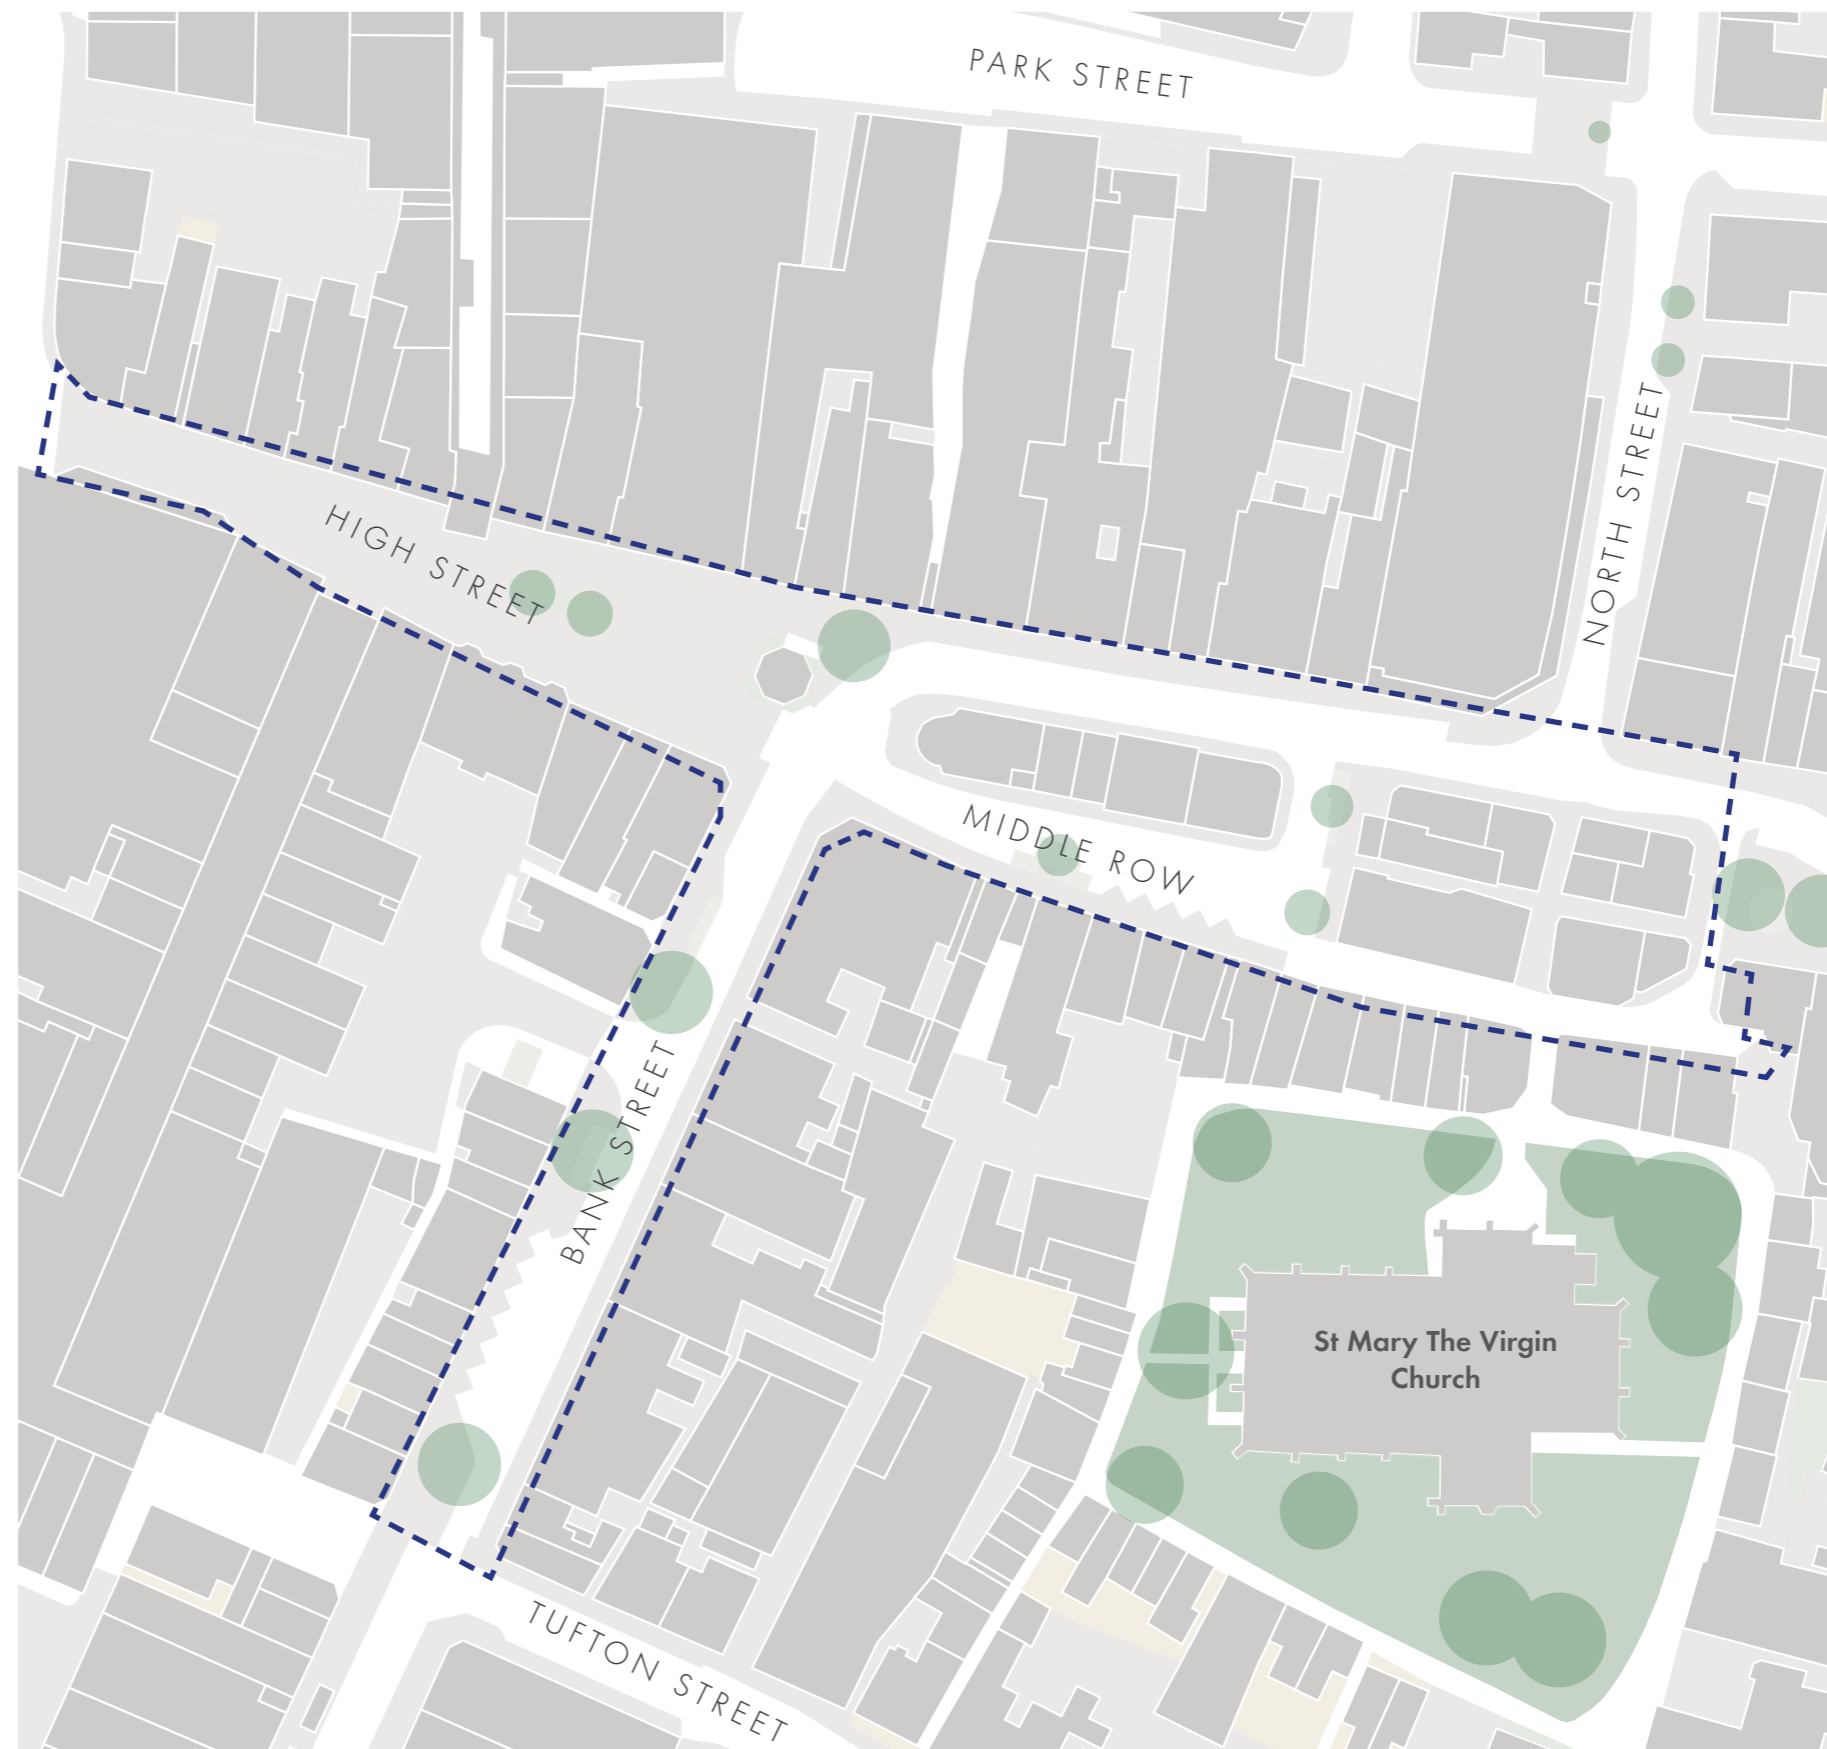 PARK STREET
NORTH STREET
HIGH STREET
MIDDLE ROW
BANK STREET
St Mary The Virgin
Church
TUFTON STREET